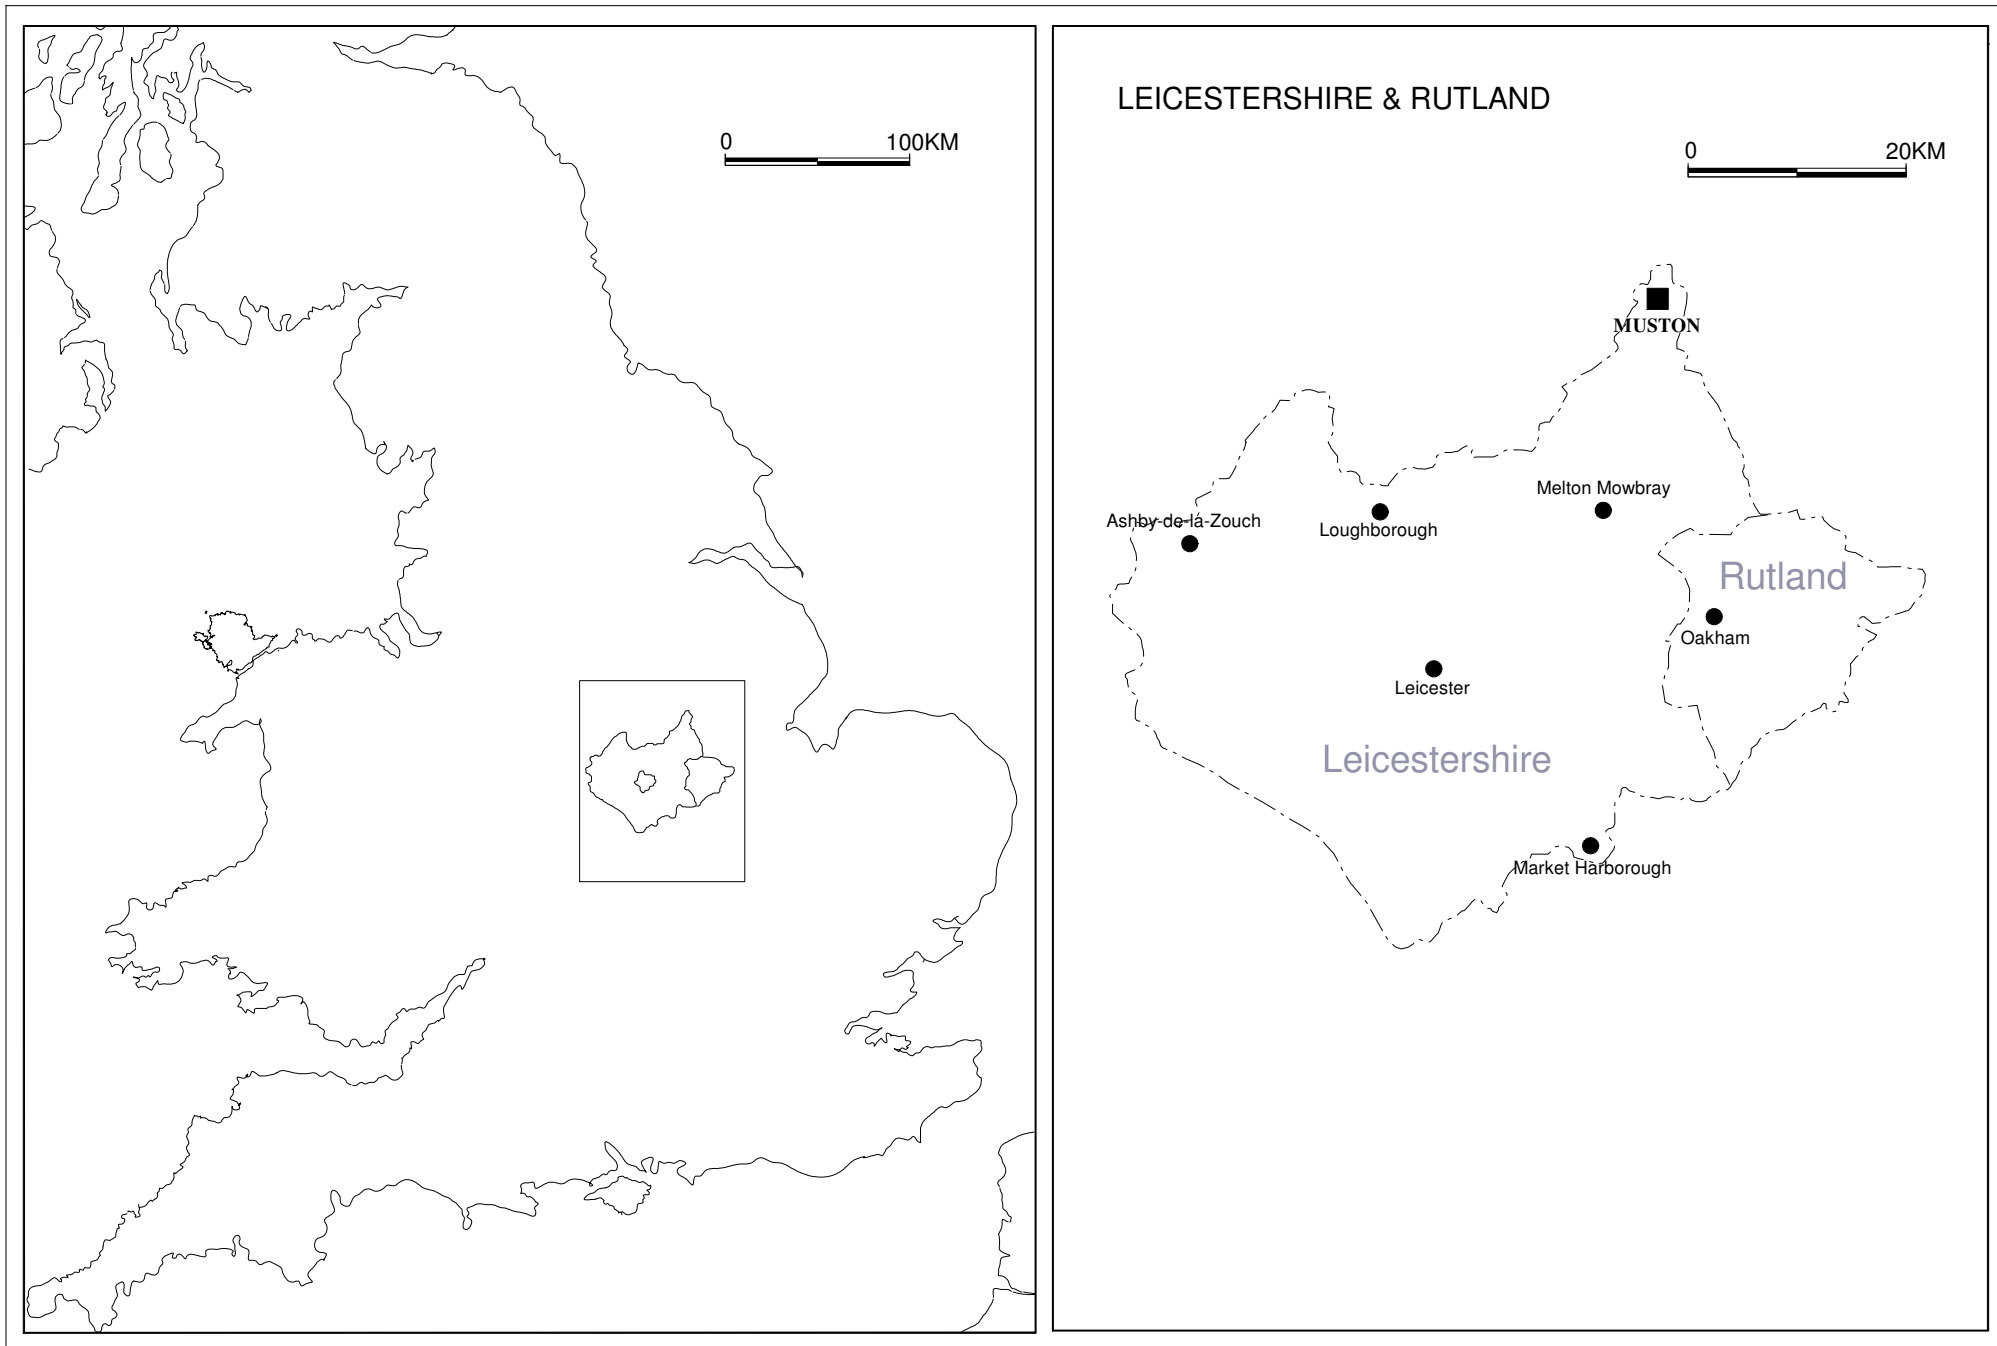 0 100KM
LEICESTERSHIRE & RUTLAND
0 20KM
MUSTON
Melton Mowbray
Ashby-de-la-Zouch
Loughborough
Rutland
Oakham
Leicester
Leicestershire
Market Harborough